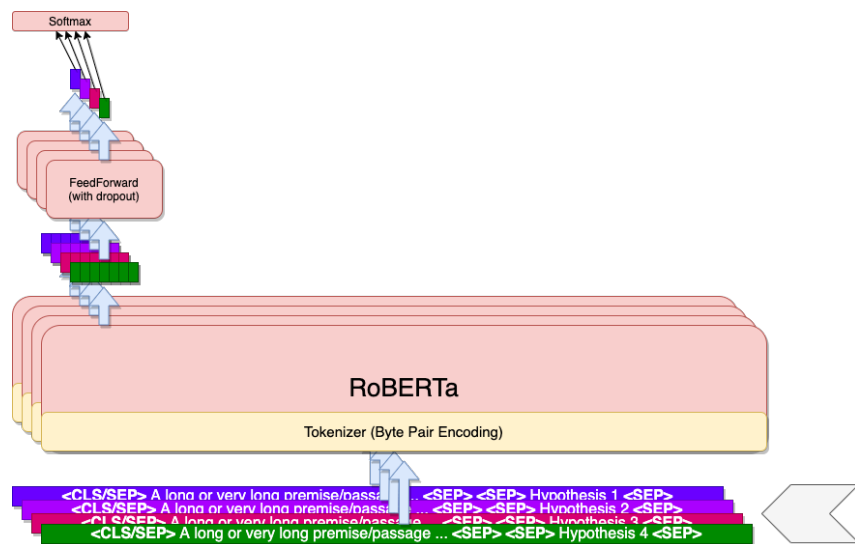 Softmax
FeedForward
(with dropout)
RoBERTa
Tokenizer (Byte Pair Encoding)
<CLS/SEP> A long or very long premise/passage ... <SEP> <SEP> Hypothesis 1 <SEP>
<CLS/SEP> A long or very long premise/passage ... <SEP> <SEP> Hypothesis 2 <SEP>
<CLS/SEP> A long or very long premise/passage ... <SEP> <SEP> Hypothesis 3 <SEP>
<CLS/SEP> A long or very long premise/passage ... <SEP> <SEP> Hypothesis 4 <SEP>